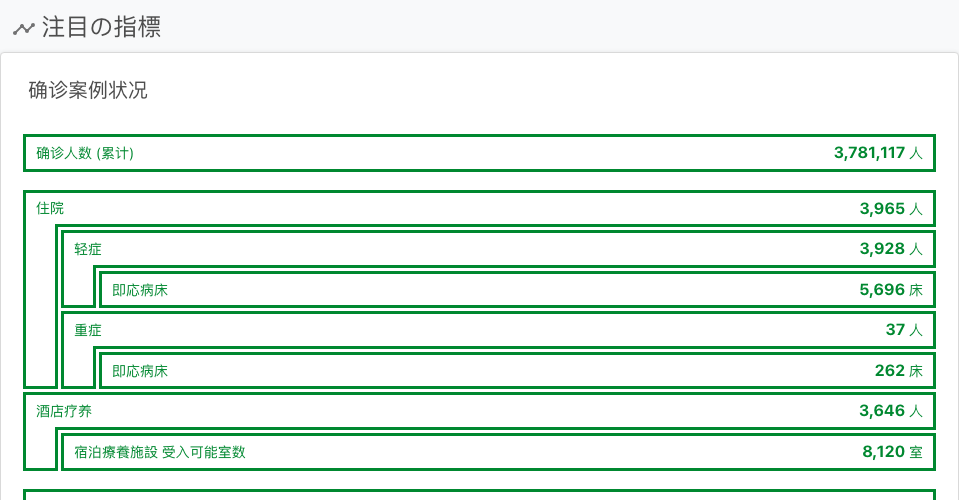 注目の指標
确诊案例状况
确诊人数 (累计) 3,781,117 人
住院 3,965 人
轻症 3,928 人
即応病床 5,696 床
重症 37 人
即応病床 262 床
酒店疗养 3,646 人
宿泊療養施設 受入可能室数 8,120 室